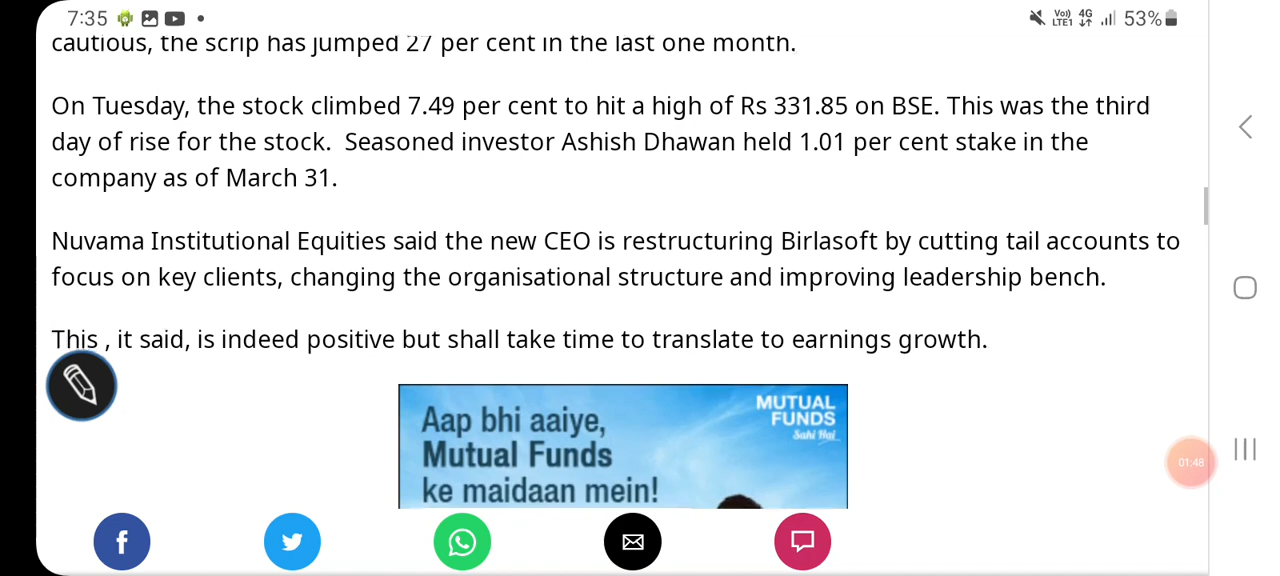 7:35
Vo)) 4G 53%
LTE1
cautious, the scrip has jumped 27 per cent in the last one month.
On Tuesday, the stock climbed 7.49 per cent to hit a high of Rs 331.85 on BSE. This was the third
day of rise for the stock.  Seasoned investor Ashish Dhawan held 1.01 per cent stake in the
company as of March 31.
Nuvama Institutional Equities said the new CEO is restructuring Birlasoft by cutting tail accounts to
focus on key clients, changing the organisational structure and improving leadership bench.
This , it said, is indeed positive but shall take time to translate to earnings growth.
Aap bhi aaiye,
Mutual Funds
ke maidaan mein!
MUTUAL
FUNDS
Sahi Hai
01:48
f